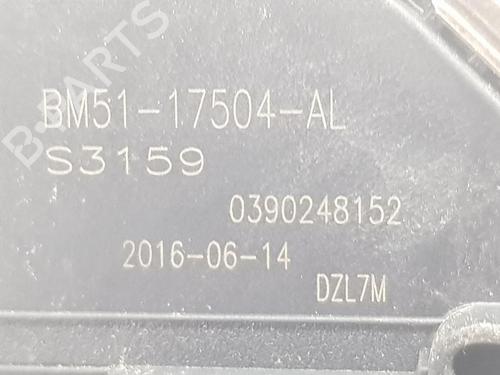 B-PARTS
BM51-17504-AL
S3159
0390248152
2016-06-14
DZL7M